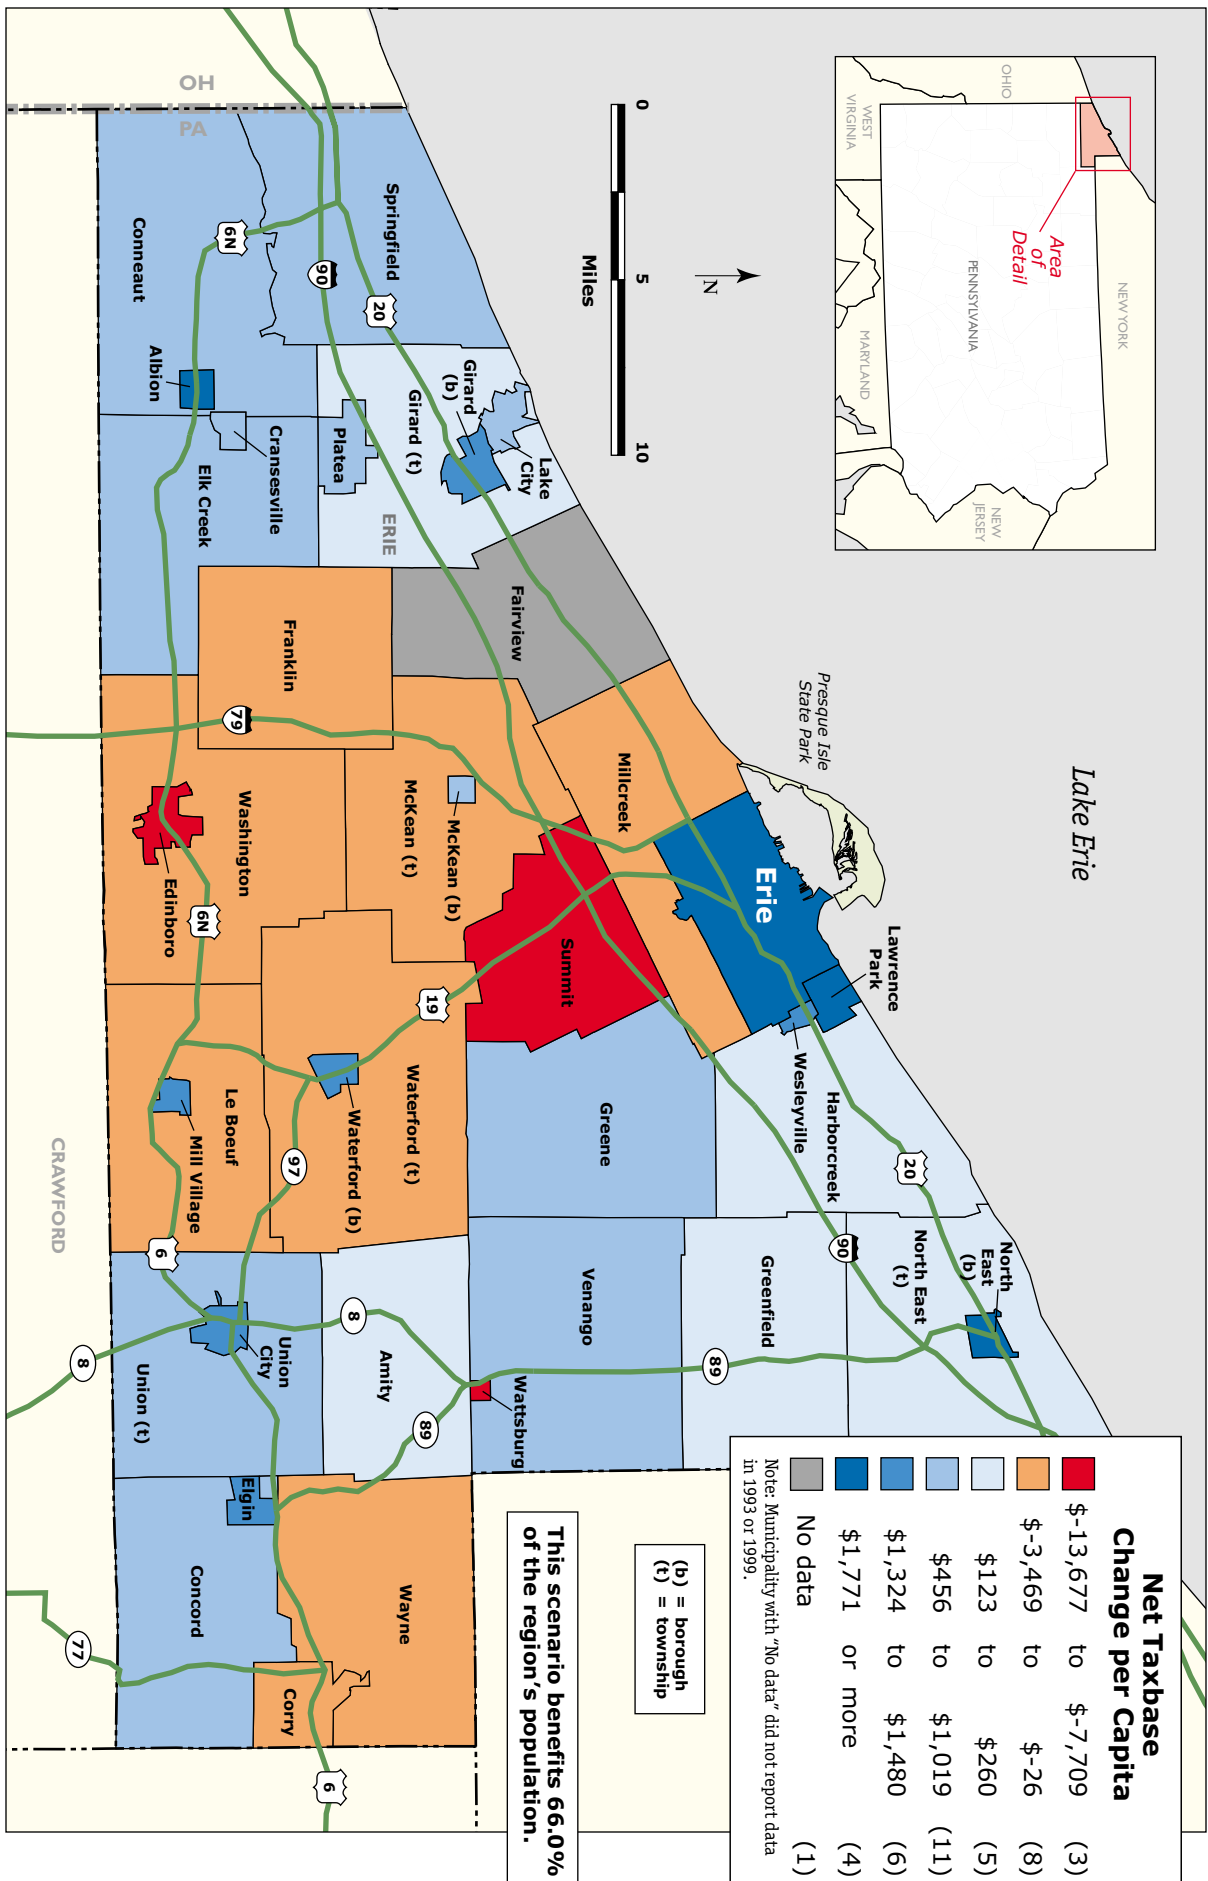 Net Taxbase
Change per Capita
$-13,677 to $-7,709 (3)
$-3,469 to $-26 (8)
$123 to $260 (5)
$456 to $1,019 (11)
$1,324 to $1,480 (6)
$1,771 or more (4)
No data (1)
Note: Municipality with "No data" did not report data
in 1993 or 1999.
(b) = borough
(t) = township
This scenario benefits 66.0%
of the region's population.
NEW YORK
OHIO
Area
of
Detail
PENNSYLVANIA
NEW
JERSEY
WEST
VIRGINIA
MARYLAND
N
0
5
10
Miles
Lake Erie
Presque Isle
State Park
OH
PA
ERIE
CRAWFORD
Springfield
Conneaut
Albion
Cransesville
Elk Creek
Platea
Girard (t)
Girard
(b)
Lake
City
Fairview
Franklin
Millcreek
McKean (t)
McKean (b)
Washington
Edinboro
Erie
Summit
Lawrence
Park
Wesleyville
Harborcreek
Greene
Waterford (t)
Waterford (b)
Le Boeuf
Mill Village
North East
(t)
North
East
(b)
Greenfield
Venango
Wattsburg
Amity
Union
City
Union (t)
Elgin
Concord
Wayne
Corry
6N
90
20
79
6N
19
97
20
90
89
8
89
6
8
77
6